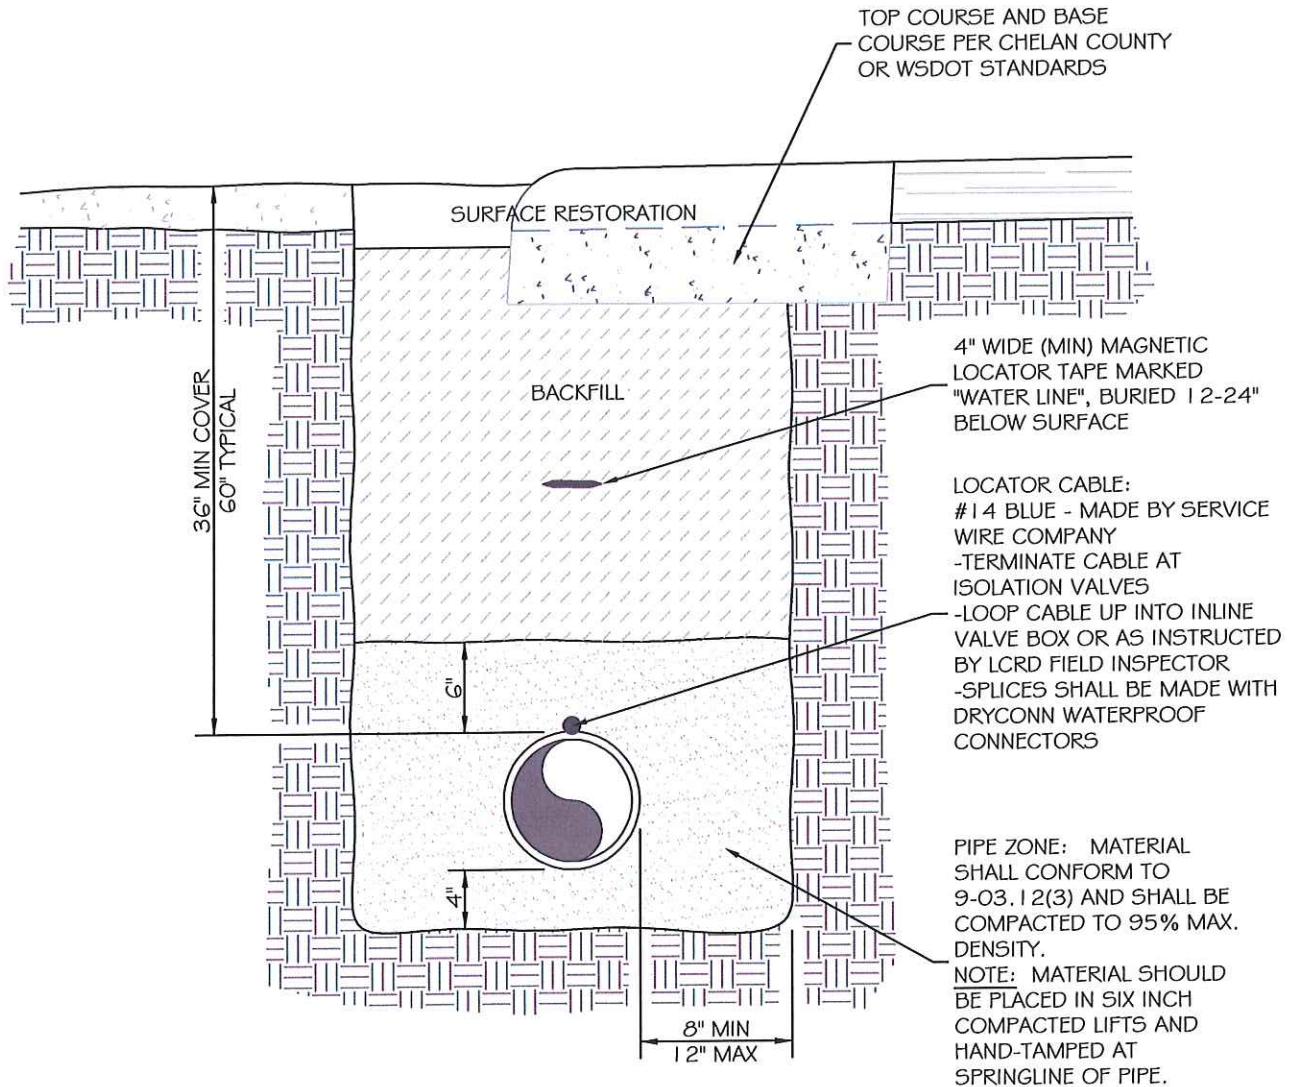 TOP COURSE AND BASE
COURSE PER CHELAN COUNTY
OR WSDOT STANDARDS
SURFACE RESTORATION
36" MIN COVER
60" TYPICAL
BACKFILL
4" WIDE (MIN) MAGNETIC
LOCATOR TAPE MARKED
"WATER LINE", BURIED 12-24"
BELOW SURFACE
LOCATOR CABLE:
#14 BLUE - MADE BY SERVICE
WIRE COMPANY
-TERMINATE CABLE AT
ISOLATION VALVES
-LOOP CABLE UP INTO INLINE
VALVE BOX OR AS INSTRUCTED
BY LCRD FIELD INSPECTOR
-SPLICES SHALL BE MADE WITH
DRYCONN WATERPROOF
CONNECTORS
6"
4"
PIPE ZONE: MATERIAL
SHALL CONFORM TO
9-03.12(3) AND SHALL BE
COMPACTED TO 95% MAX.
DENSITY.
NOTE: MATERIAL SHOULD
BE PLACED IN SIX INCH
COMPACTED LIFTS AND
HAND-TAMPED AT
SPRINGLINE OF PIPE.
8" MIN
12" MAX